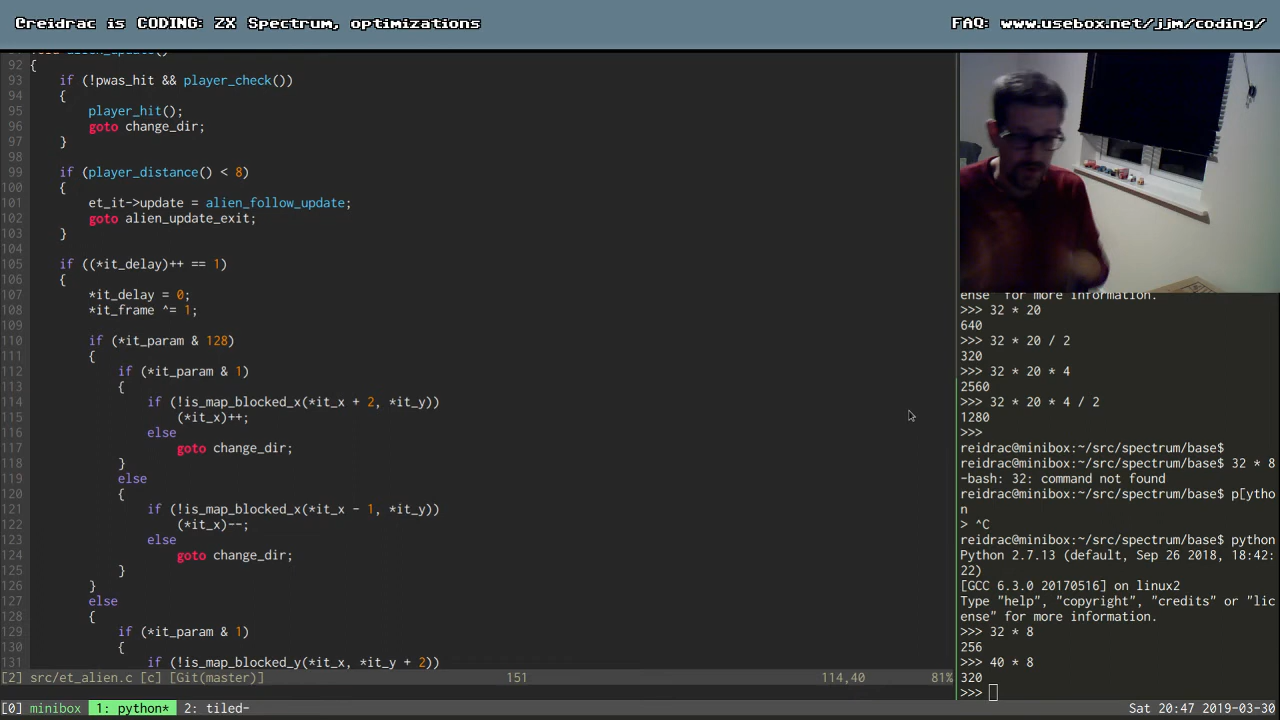 Creidrac is CODING: ZX Spectrum, optimizations
FAQ: www.usebox.net/jjm/coding/
92 {
93 if (!pwas_hit && player_check())
94 {
95 player_hit();
96 goto change_dir;
97 }
98
99 if (player_distance() < 8)
100 {
101 et_it->update = alien_follow_update;
102 goto alien_update_exit;
103 }
104
105 if ((*it_delay)++ == 1)
106 {
107 *it_delay = 0;
108 *it_frame ^= 1;
109
110 if (*it_param & 128)
111 {
112 if (*it_param & 1)
113 {
114 if (!is_map_blocked_x(*it_x + 2, *it_y))
115 (*it_x)++;
116 else
117 goto change_dir;
118 }
119 else
120 {
121 if (!is_map_blocked_x(*it_x - 1, *it_y))
122 (*it_x)--;
123 else
124 goto change_dir;
125 }
126 }
127 else
128 {
129 if (*it_param & 1)
130 {
131 if (!is_map_blocked_y(*it_x, *it_y + 2))
[2] src/et_alien.c [c] [Git(master)] 151 114,40 81%
ense" for more information.
>>> 32 * 20
640
>>> 32 * 20 / 2
320
>>> 32 * 20 * 4
2560
>>> 32 * 20 * 4 / 2
1280
>>>
reidrac@minibox:~/src/spectrum/base$
reidrac@minibox:~/src/spectrum/base$ 32 * 8
-bash: 32: command not found
reidrac@minibox:~/src/spectrum/base$ p[ytho
n
> ^C
reidrac@minibox:~/src/spectrum/base$ python
Python 2.7.13 (default, Sep 26 2018, 18:42:
22)
[GCC 6.3.0 20170516] on linux2
Type "help", "copyright", "credits" or "lic
ense" for more information.
>>> 32 * 8
256
>>> 40 * 8
320
>>>
[0] minibox 1: python* 2: tiled-
Sat 20:47 2019-03-30